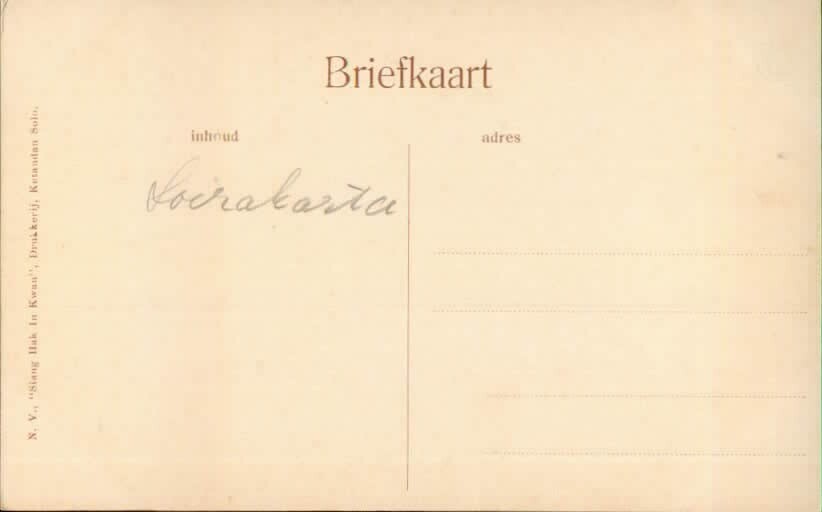 Briefkaart
inhoud
adres
Soerakarta
N. V., "Siang Hak In Kwan", Drukkerij, Ketandan Solo.